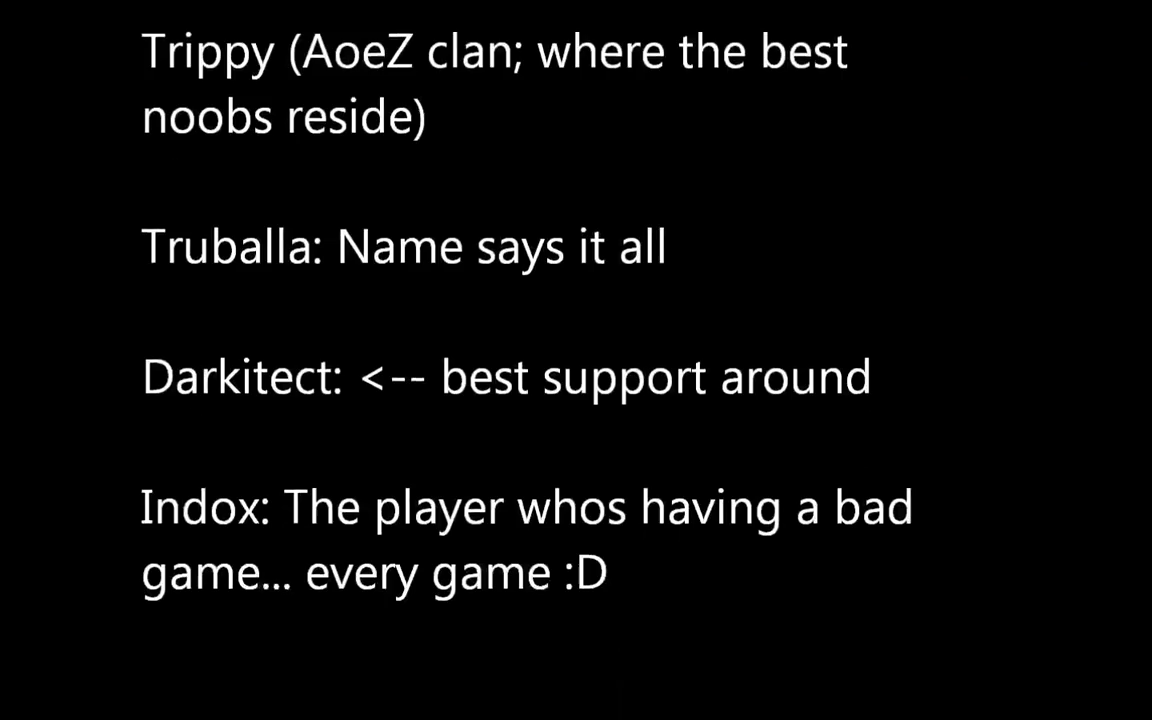 Trippy (AoeZ clan; where the best
noobs reside)
Truballa: Name says it all
Darkitect: <-- best support around
Indox: The player whos having a bad
game... every game :D